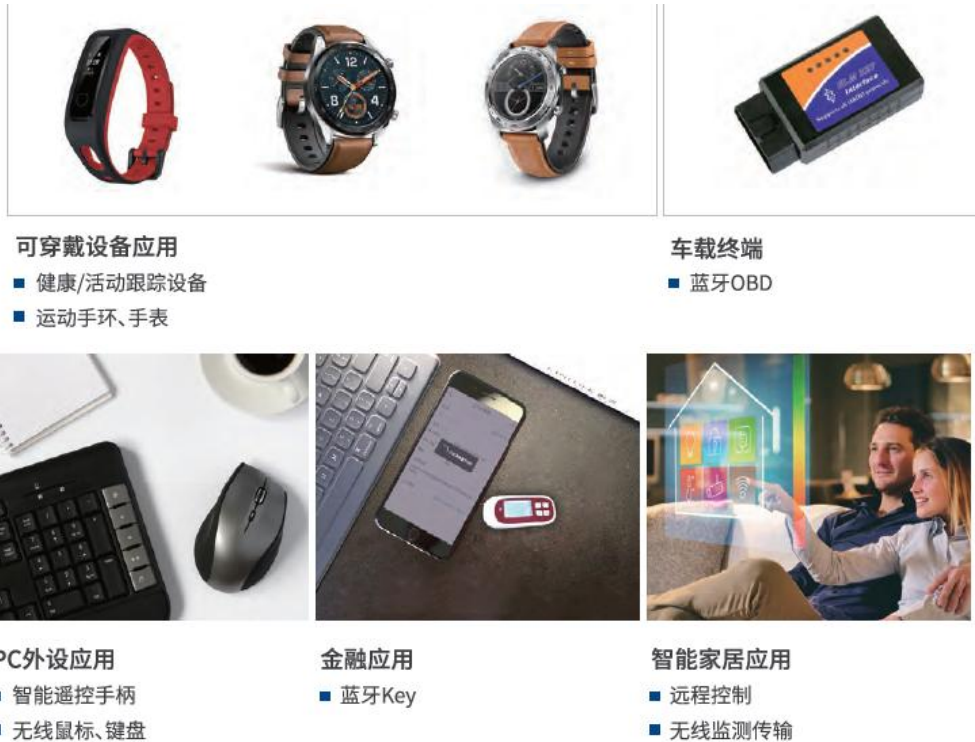 可穿戴设备应用
健康/活动跟踪设备
运动手环、手表
车载终端
蓝牙OBD
PC外设应用
智能遥控手柄
无线鼠标、键盘
金融应用
蓝牙Key
智能家居应用
远程控制
无线监测传输